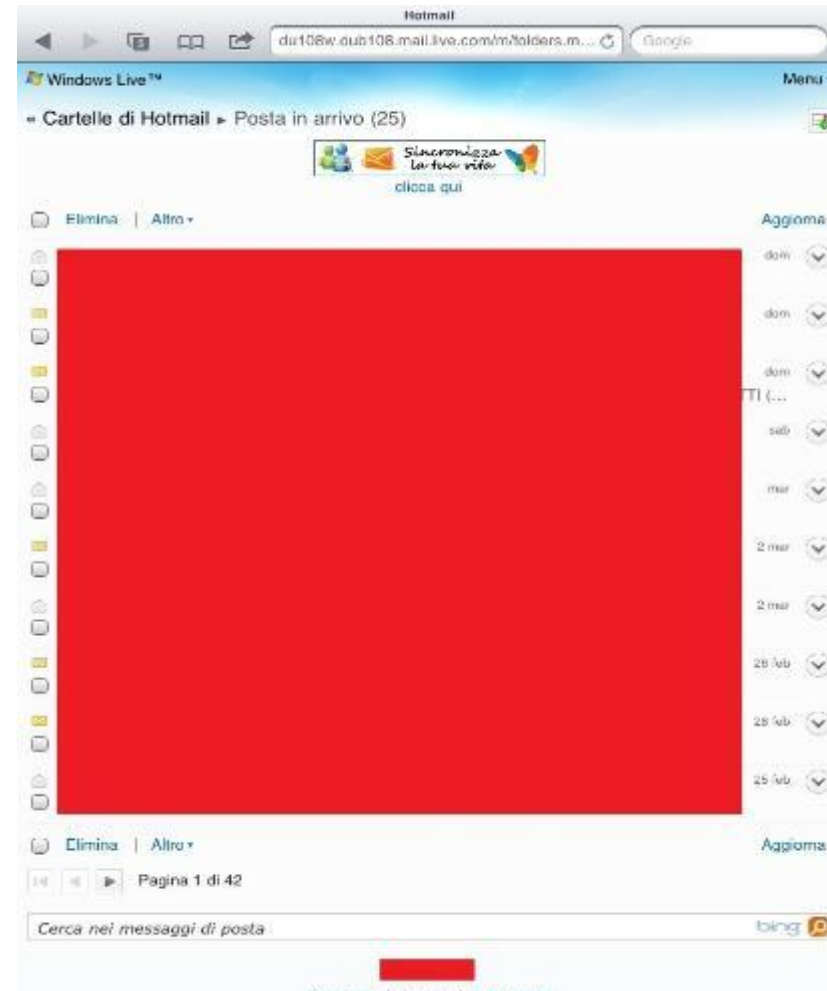 Hotmail
du108w.dub108.mail.live.com/m/folders.m... Google
Windows Live™ Menu
Cartelle di Hotmail ▸ Posta in arrivo (25)
Sincronizza
la tua vita
clicca qui
Elimina | Altro Aggiorna
dom
dom
dom
TTI (...
sab
mar
2 mar
2 mar
28 feb
28 feb
25 feb
Elimina | Altro Aggiorna
Pagina 1 di 42
Cerca nei messaggi di posta bing